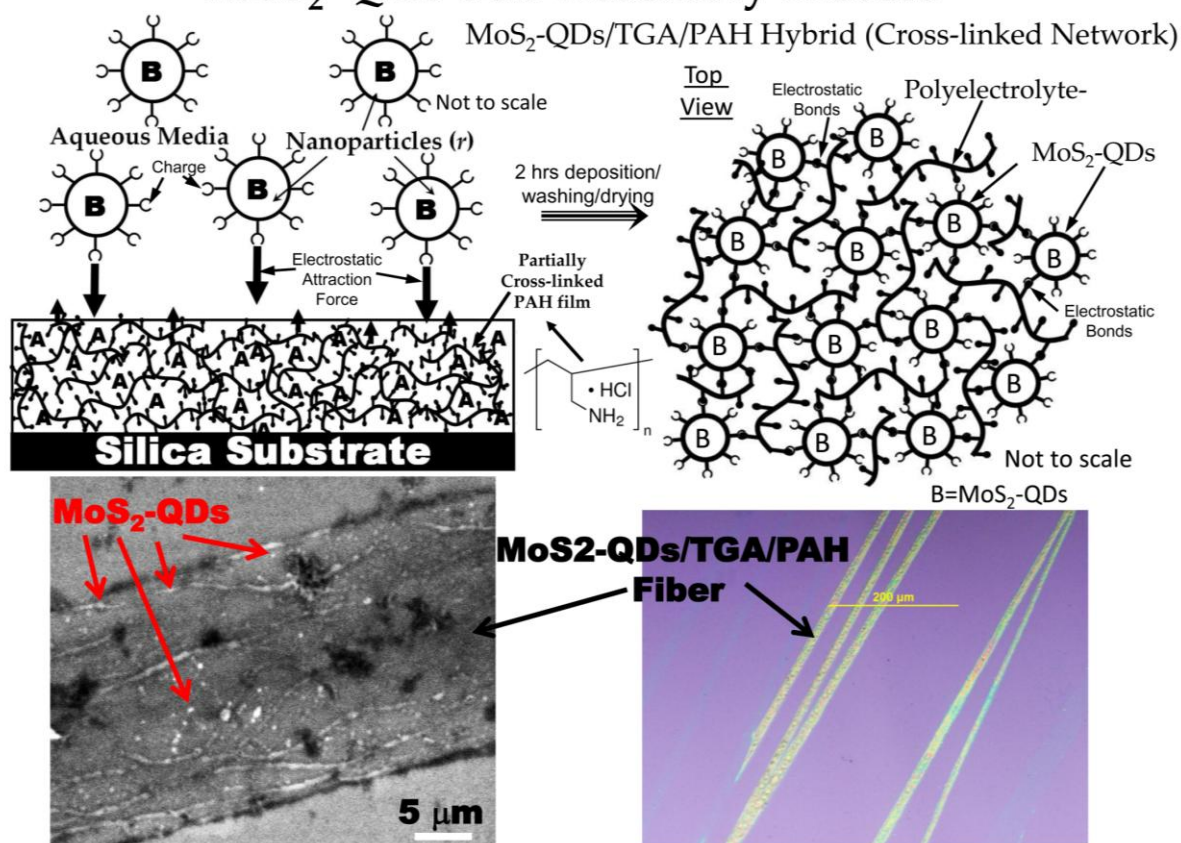 MoS2-QDs/TGA/PAH Hybrid (Cross-linked Network)
B
B
Not to scale
Aqueous Media
Nanoparticles (r)
Charge
B
B
B
Electrostatic
Attraction
Force
Partially
Cross-linked
PAH film
A A A A A A A A A A A A A A A A
Silica Substrate
2 hrs deposition/
washing/drying
• HCl
NH2
n
Top
View
Electrostatic
Bonds
Polyelectrolyte-
MoS2-QDs
B B
B B B B
Electrostatic
Bonds
B B B B
B B B
Not to scale
B=MoS2-QDs
MoS2-QDs
5 μm
MoS2-QDs/TGA/PAH
Fiber
200 μm